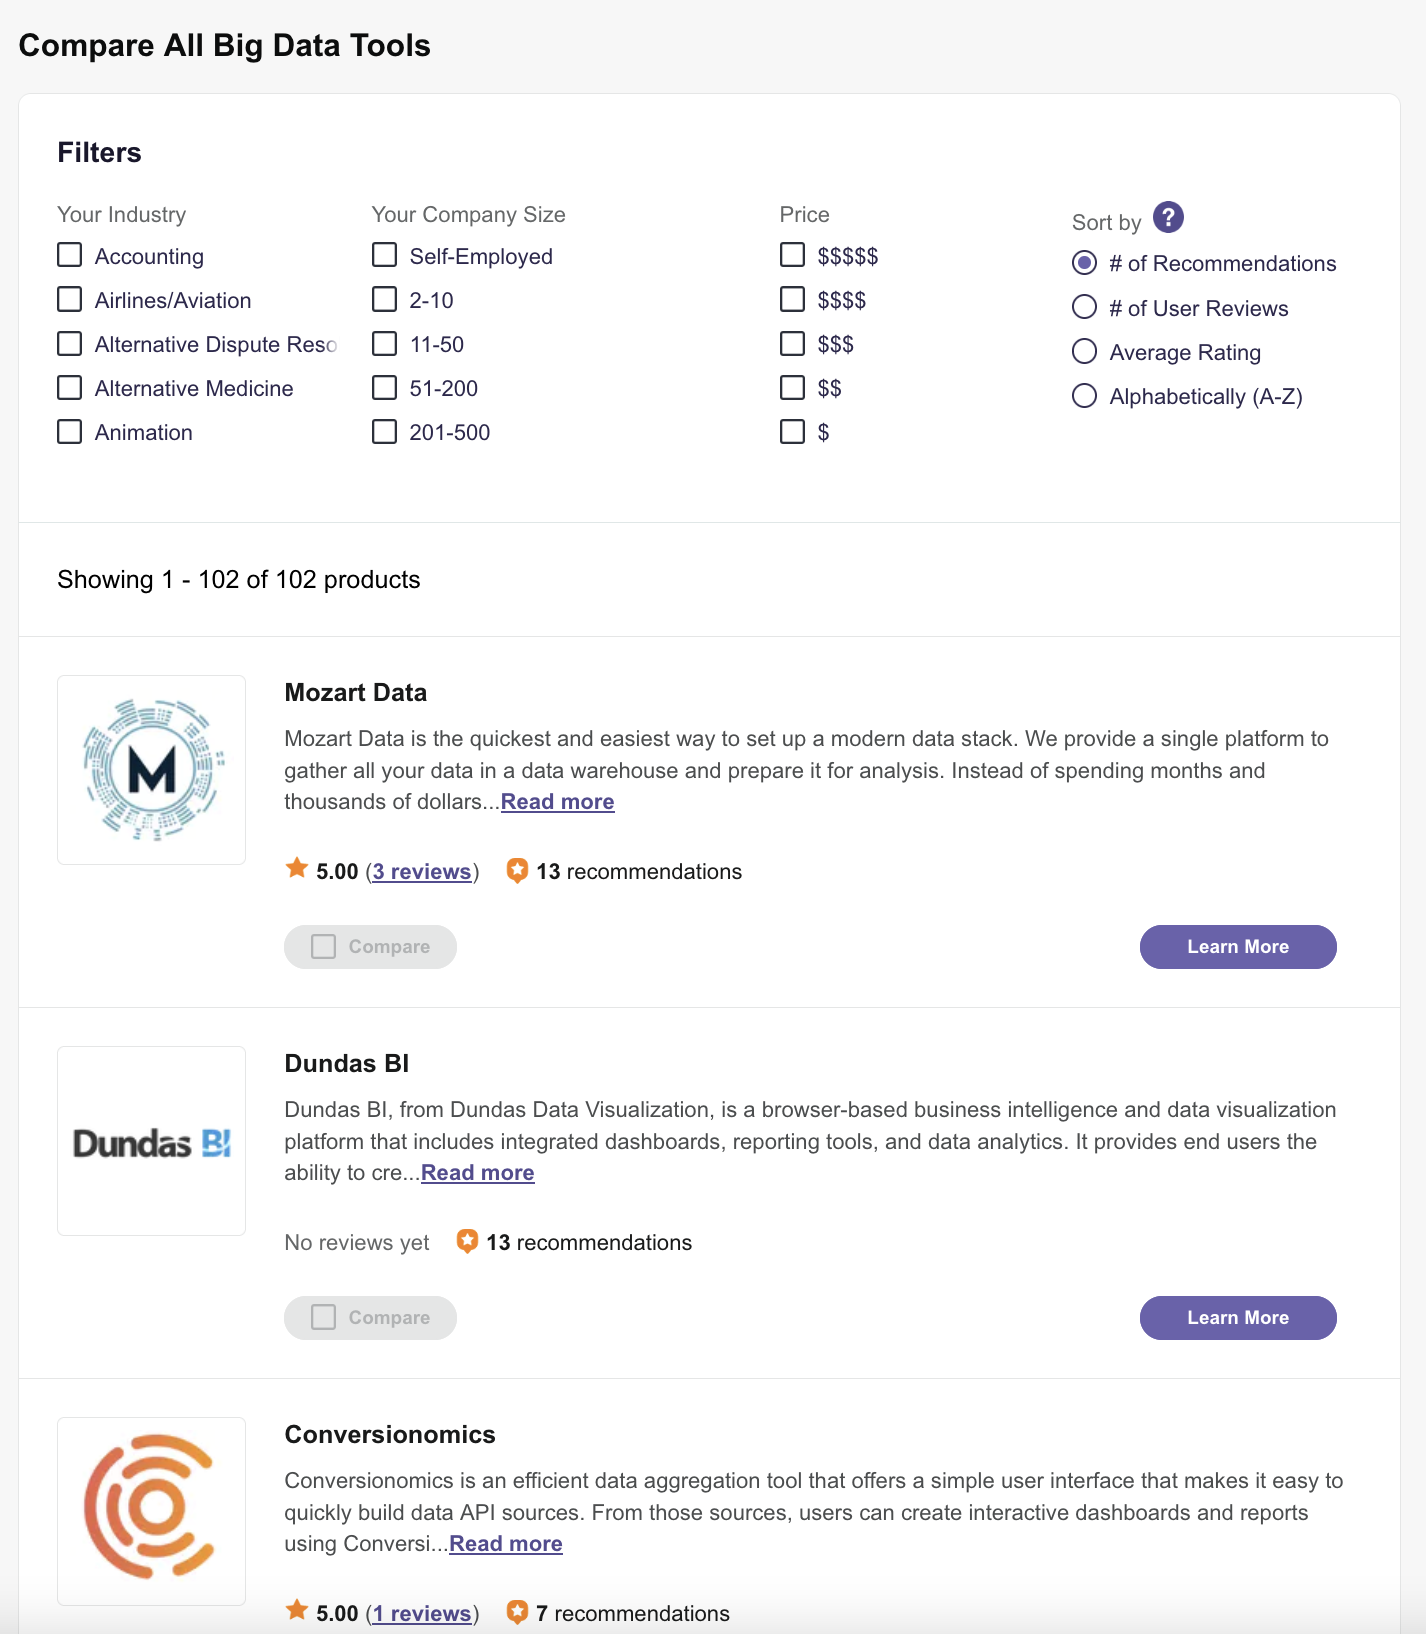 Compare All Big Data Tools
Filters
Your Industry
Accounting
Airlines/Aviation
Alternative Dispute Reso
Alternative Medicine
Animation
Your Company Size
Self-Employed
2-10
11-50
51-200
201-500
Price
$$$$$
$$$$
$$$
$$
$
Sort by ?
# of Recommendations
# of User Reviews
Average Rating
Alphabetically (A-Z)
Showing 1 - 102 of 102 products
M
Mozart Data
Mozart Data is the quickest and easiest way to set up a modern data stack. We provide a single platform to
gather all your data in a data warehouse and prepare it for analysis. Instead of spending months and
thousands of dollars...Read more
5.00 (3 reviews) 13 recommendations
Compare
Learn More
Dundas BI
Dundas BI
Dundas BI, from Dundas Data Visualization, is a browser-based business intelligence and data visualization
platform that includes integrated dashboards, reporting tools, and data analytics. It provides end users the
ability to cre...Read more
No reviews yet 13 recommendations
Compare
Learn More
Conversionomics
Conversionomics is an efficient data aggregation tool that offers a simple user interface that makes it easy to
quickly build data API sources. From those sources, users can create interactive dashboards and reports
using Conversi...Read more
5.00 (1 reviews) 7 recommendations